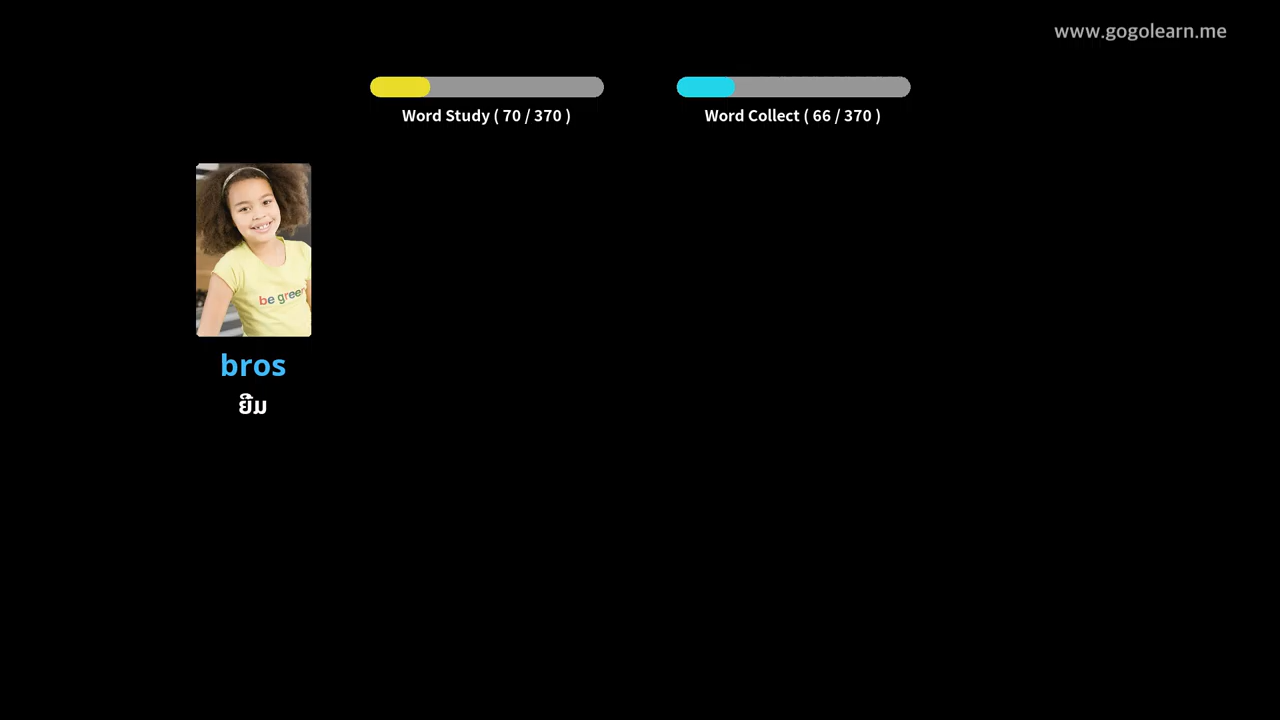 www.gogolearn.me
Word Study ( 70 / 370 )
Word Collect ( 66 / 370 )
be green
bros
ຍິ້ມ